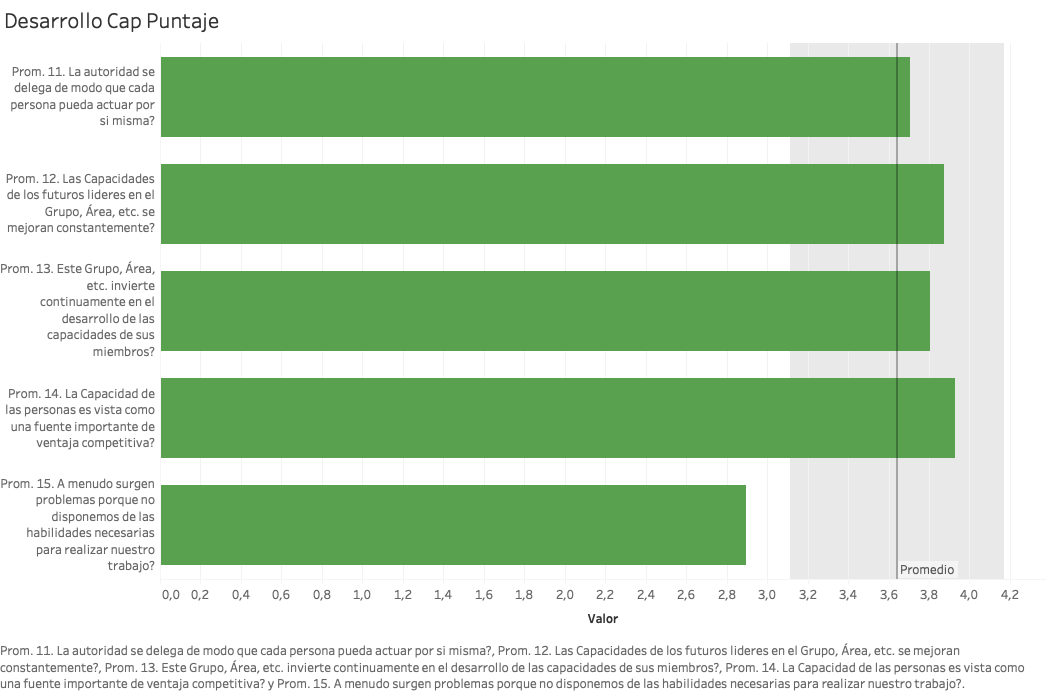 Desarrollo Cap Puntaje
Prom. 11. La autoridad se
delega de modo que cada
persona pueda actuar por
si misma?
Prom. 12. Las Capacidades
de los futuros lideres en el
Grupo, Área, etc. se
mejoran constantemente?
Prom. 13. Este Grupo, Área,
etc. invierte
continuamente en el
desarrollo de las
capacidades de sus
miembros?
Prom. 14. La Capacidad de
las personas es vista como
una fuente importante de
ventaja competitiva?
Prom. 15. A menudo surgen
problemas porque no
disponemos de las
habilidades necesarias
para realizar nuestro
trabajo?
Promedio
0,0 0,2 0,4 0,6 0,8 1,0 1,2 1,4 1,6 1,8 2,0 2,2 2,4 2,6 2,8 3,0 3,2 3,4 3,6 3,8 4,0 4,2
Valor
Prom. 11. La autoridad se delega de modo que cada persona pueda actuar por si misma?, Prom. 12. Las Capacidades de los futuros lideres en el Grupo, Área, etc. se mejoran
constantemente?, Prom. 13. Este Grupo, Área, etc. invierte continuamente en el desarrollo de las capacidades de sus miembros?, Prom. 14. La Capacidad de las personas es vista como
una fuente importante de ventaja competitiva? y Prom. 15. A menudo surgen problemas porque no disponemos de las habilidades necesarias para realizar nuestro trabajo?.